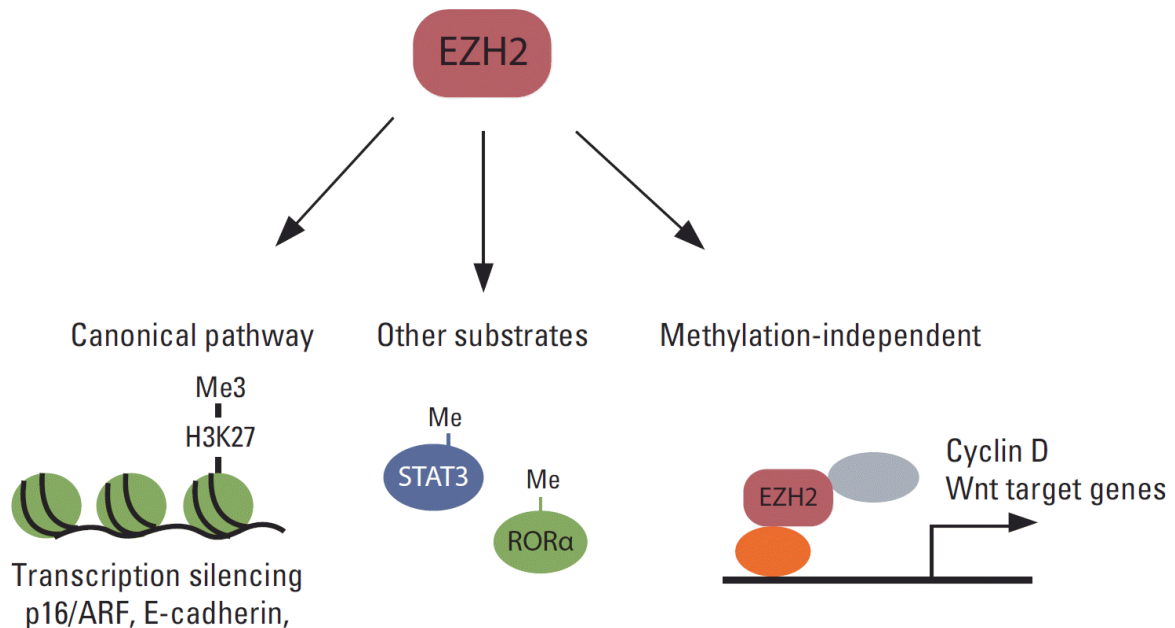 EZH2
Canonical pathway
Other substrates
Methylation-independent
Me3
H3K27
Transcription silencing
p16/ARF, E-cadherin,
Me
STAT3
Me
RORα
EZH2
Cyclin D
Wnt target genes